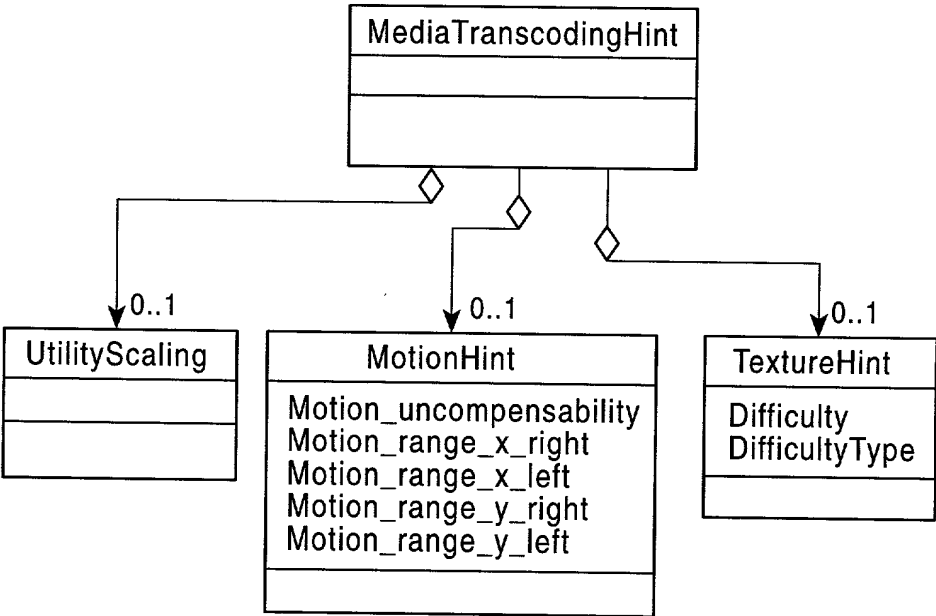 MediaTranscodingHint
0..1
0..1
0..1
UtilityScaling
MotionHint
TextureHint
Motion_uncompensability
Motion_range_x_right
Motion_range_x_left
Motion_range_y_right
Motion_range_y_left
Difficulty
DifficultyType